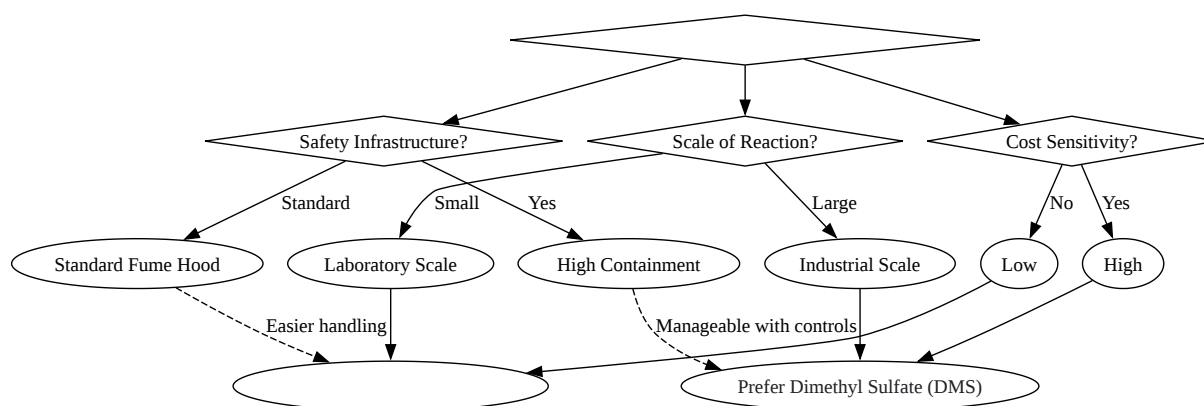 Safety Infrastructure?
Scale of Reaction?
Cost Sensitivity?
Standard
Small
Yes
Large
No
Yes
Standard Fume Hood
Laboratory Scale
High Containment
Industrial Scale
Low
High
Easier handling
Manageable with controls
Prefer Dimethyl Sulfate (DMS)